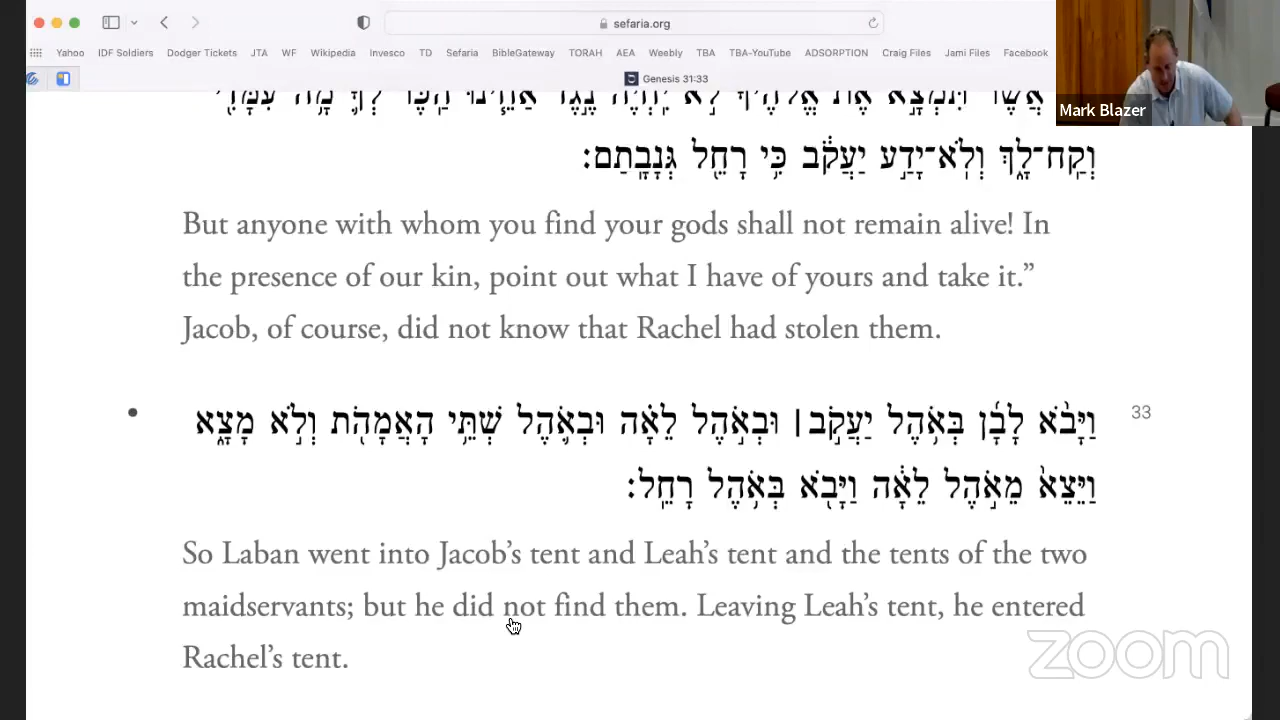 sefaria.org
Yahoo IDF Soldiers Dodger Tickets JTA WF Wikipedia Invesco TD Sefaria BibleGateway TORAH AEA Weebly TBA TBA-YouTube ADSORPTION Craig Files Jami Files Facebook
Genesis 31:33
Mark Blazer
אֲשֶׁר תִּמְצָא אֶת אֱלֹהֶיךָ לֹא יִחְיֶה נֶגֶד אַחֵינוּ הַכֶּר לְךָ מָה עִמָּדִי
וְקַֽח־לָ֑ךְ וְלֹֽא־יָדַ֣ע יַעֲקֹ֔ב כִּ֥י רָחֵ֖ל גְּנָבָֽתַם׃
But anyone with whom you find your gods shall not remain alive! In
the presence of our kin, point out what I have of yours and take it.”
Jacob, of course, did not know that Rachel had stolen them.
33
וַיָּבֹ֨א לָבָ֜ן בְּאֹ֥הֶל יַעֲקֹ֣ב ׀ וּבְאֹ֣הֶל לֵאָ֗ה וּבְאֹ֛הֶל שְׁתֵּ֥י הָאֲמָהֹ֖ת וְלֹ֣א מָצָ֑א
וַיֵּצֵא֙ מֵאֹ֣הֶל לֵאָ֔ה וַיָּבֹ֖א בְּאֹ֥הֶל רָחֵֽל׃
So Laban went into Jacob’s tent and Leah’s tent and the tents of the two
maidservants; but he did not find them. Leaving Leah’s tent, he entered
Rachel’s tent.
zoom